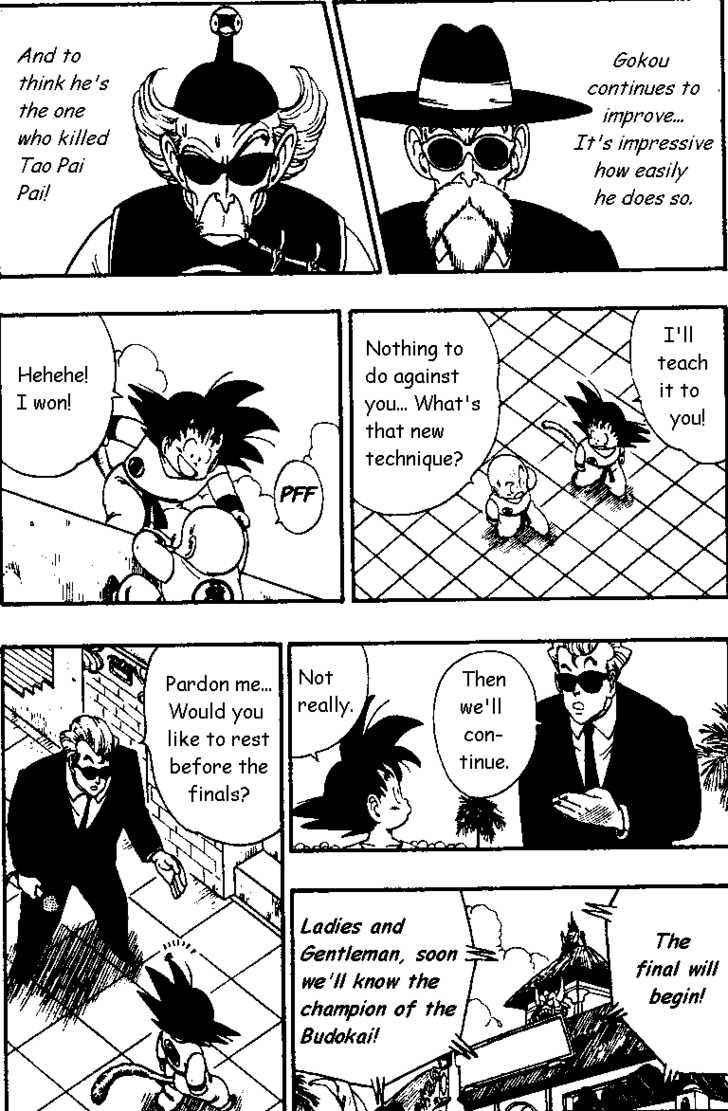 And to
think he's
the one
who killed
Tao Pai
Pai!
Gokou
continues to
improve...
It's impressive
how easily
he does so.
Hehehe!
I won!
PFF
Nothing to
do against
you... What's
that new
technique?
I'll
teach
it to
you!
Pardon me...
Would you
like to rest
before the
finals?
Not
really.
Then
we'll
con-
tinue.
Ladies and
Gentleman, soon
we'll know the
champion of the
Budokai!
The
final will
begin!